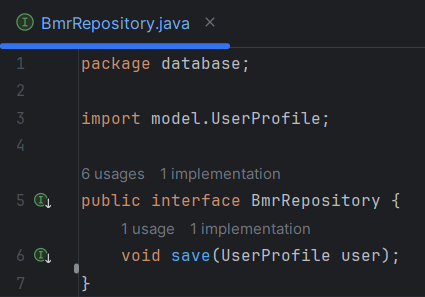 BmrRepository.java
1 package database;
2
3 import model.UserProfile;
4
6 usages 1 implementation
5 public interface BmrRepository {
1 usage 1 implementation
6 void save(UserProfile user);
7 }